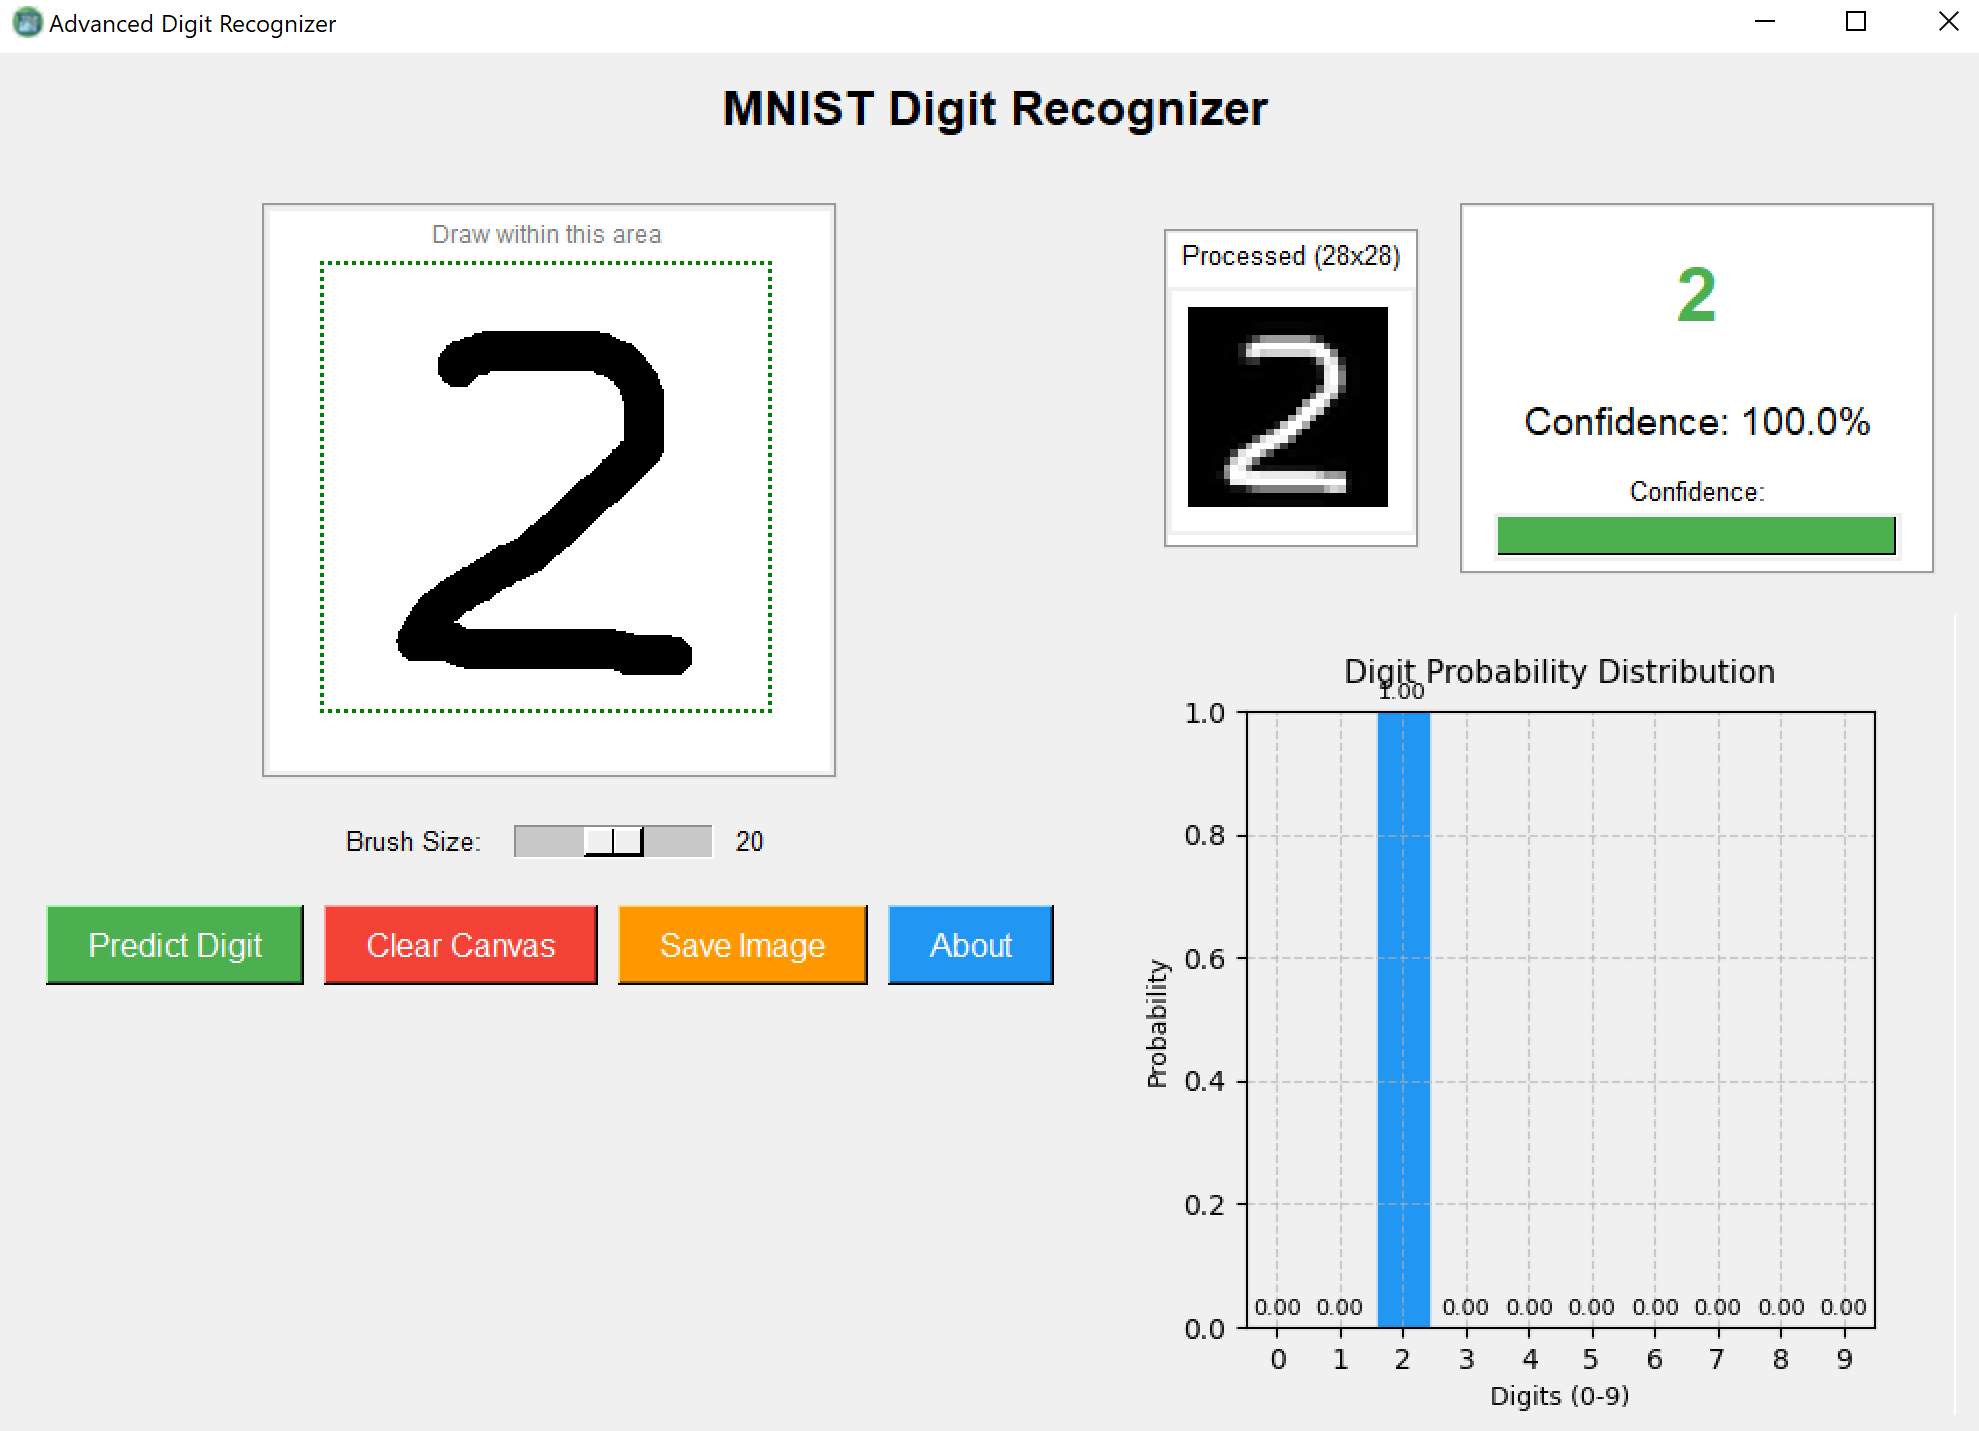 Advanced Digit Recognizer
MNIST Digit Recognizer
Draw within this area
2
Brush Size: 20
Predict Digit Clear Canvas Save Image About
Processed (28x28)
2
2
Confidence: 100.0%
Confidence:
Digit Probability Distribution
1.00
1.0
0.8
0.6
0.4
0.2
0.0
Probability
0.00 0.00 0.00 0.00 0.00 0.00 0.00 0.00 0.00
0 1 2 3 4 5 6 7 8 9
Digits (0-9)